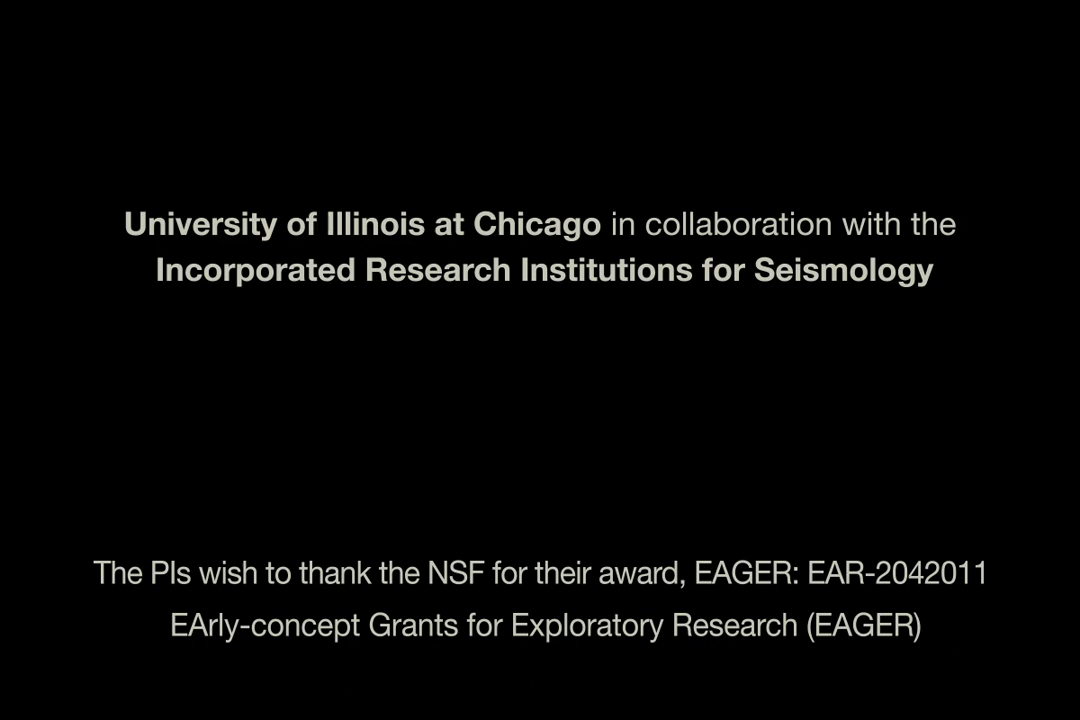 University of Illinois at Chicago in collaboration with the
Incorporated Research Institutions for Seismology
The PIs wish to thank the NSF for their award, EAGER: EAR-2042011
EArly-concept Grants for Exploratory Research (EAGER)